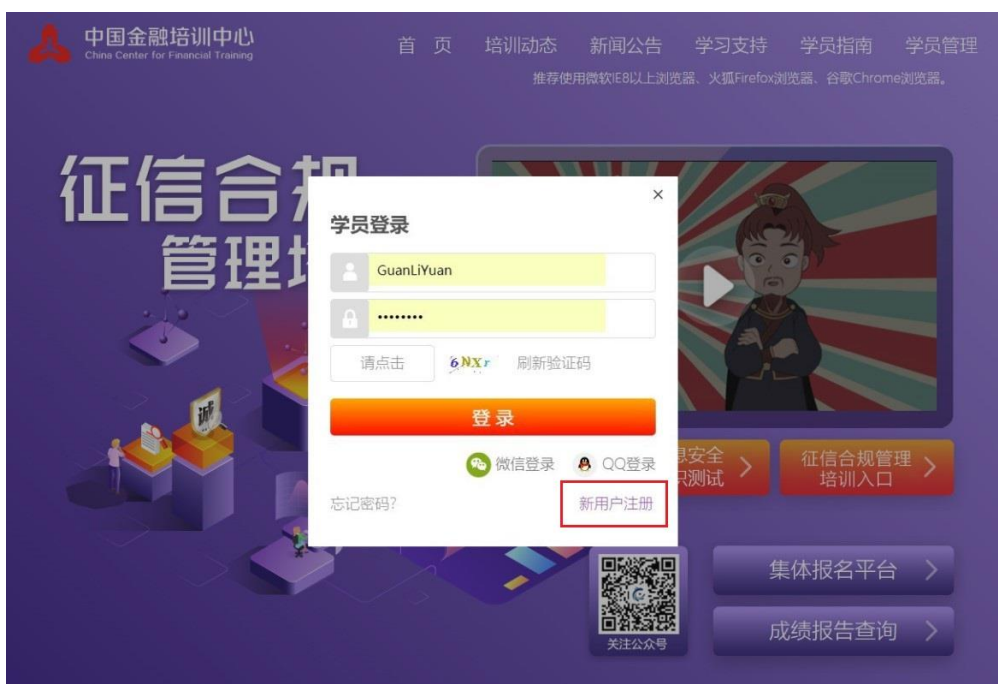 中国金融培训中心
China Center for Financial Training
首 页 培训动态 新闻公告 学习支持 学员指南 学员管理
推荐使用微软IE8以上浏览器、火狐Firefox浏览器、谷歌Chrome浏览器。
征信合规
管理培
×
学员登录
GuanLiYuan
••••••••
请点击 6NXr 刷新验证码
登 录
微信登录 QQ登录
忘记密码? 新用户注册
诚
息安全
识测试
征信合规管理
培训入口
关注公众号
集体报名平台
成绩报告查询